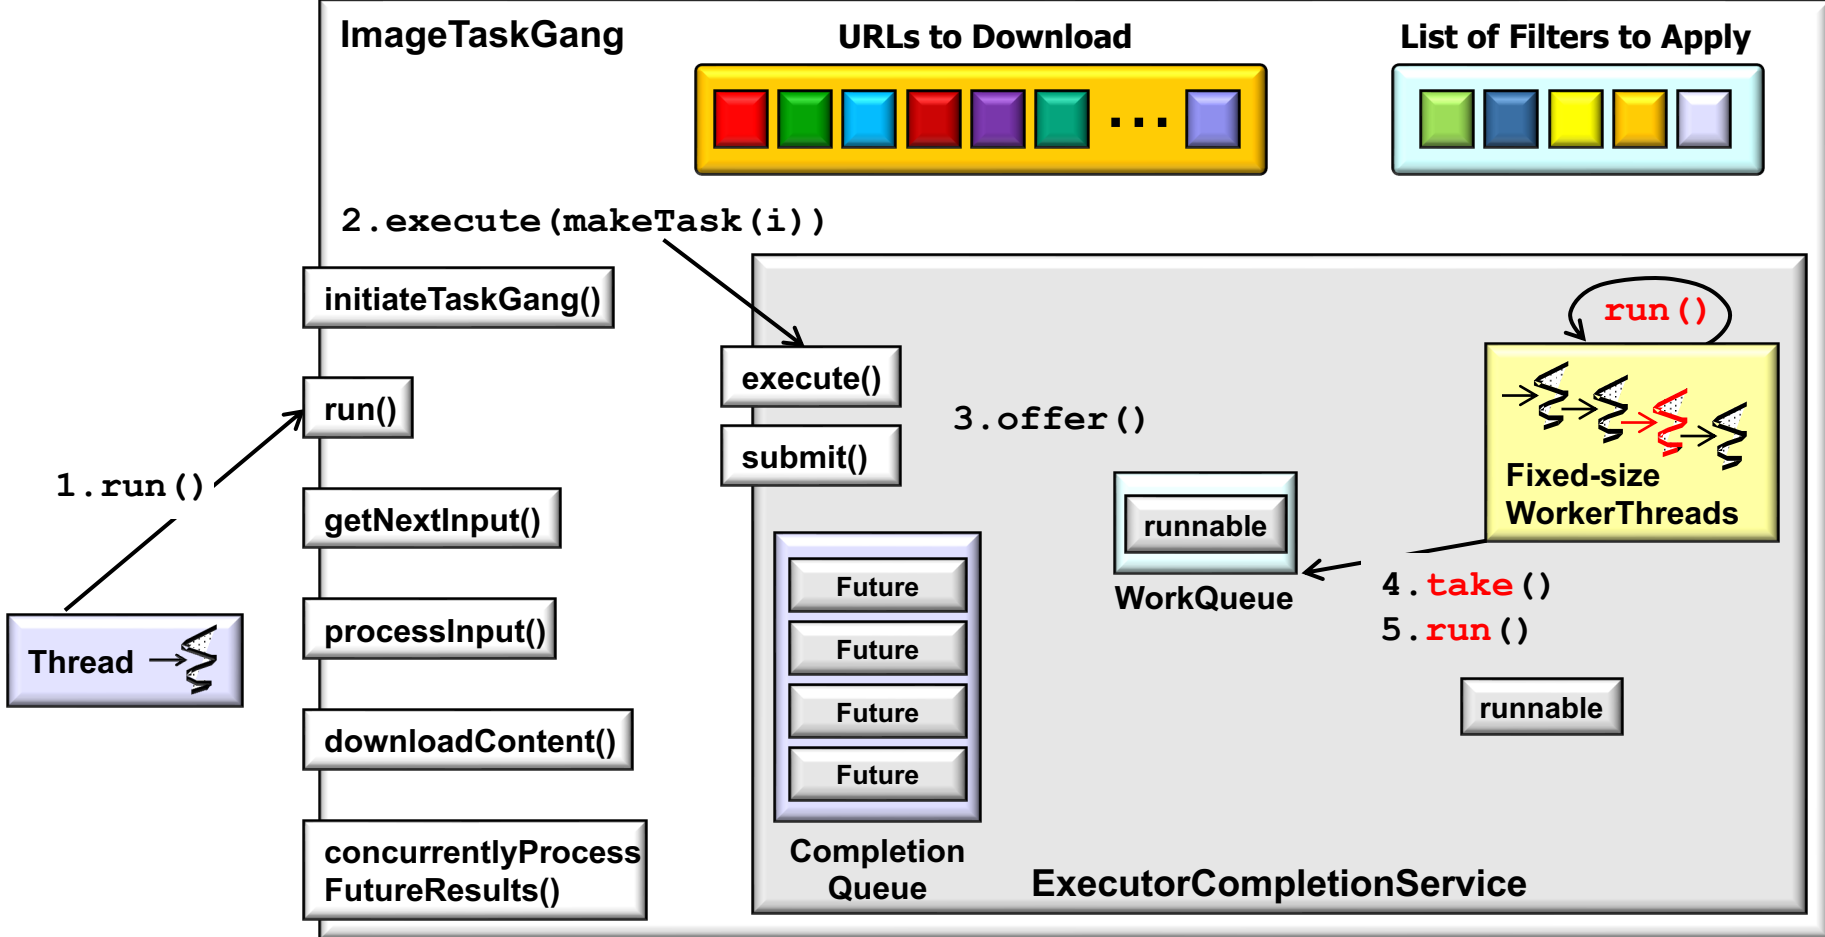 ImageTaskGang
URLs to Download
List of Filters to Apply
...
2.execute(makeTask(i))
initiateTaskGang()
run()
getNextInput()
processInput()
downloadContent()
concurrentlyProcess
FutureResults()
1.run()
Thread
execute()
submit()
3.offer()
run()
Fixed-size
WorkerThreads
runnable
WorkQueue
4.take()
5.run()
runnable
Future
Future
Future
Future
Completion
Queue
ExecutorCompletionService